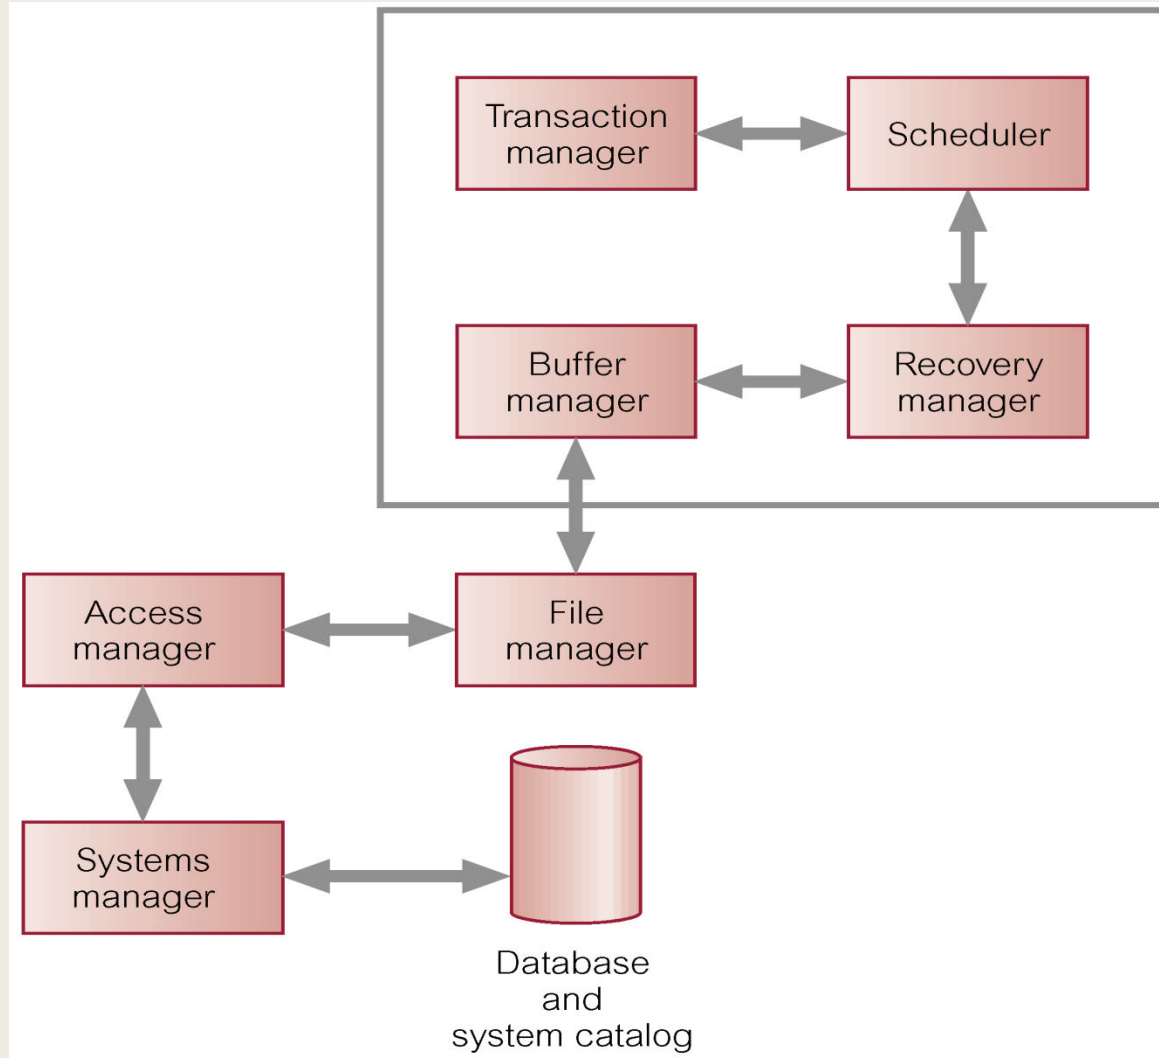 Transaction
manager
Scheduler
Buffer
manager
Recovery
manager
Access
manager
File
manager
Systems
manager
Database
and
system catalog